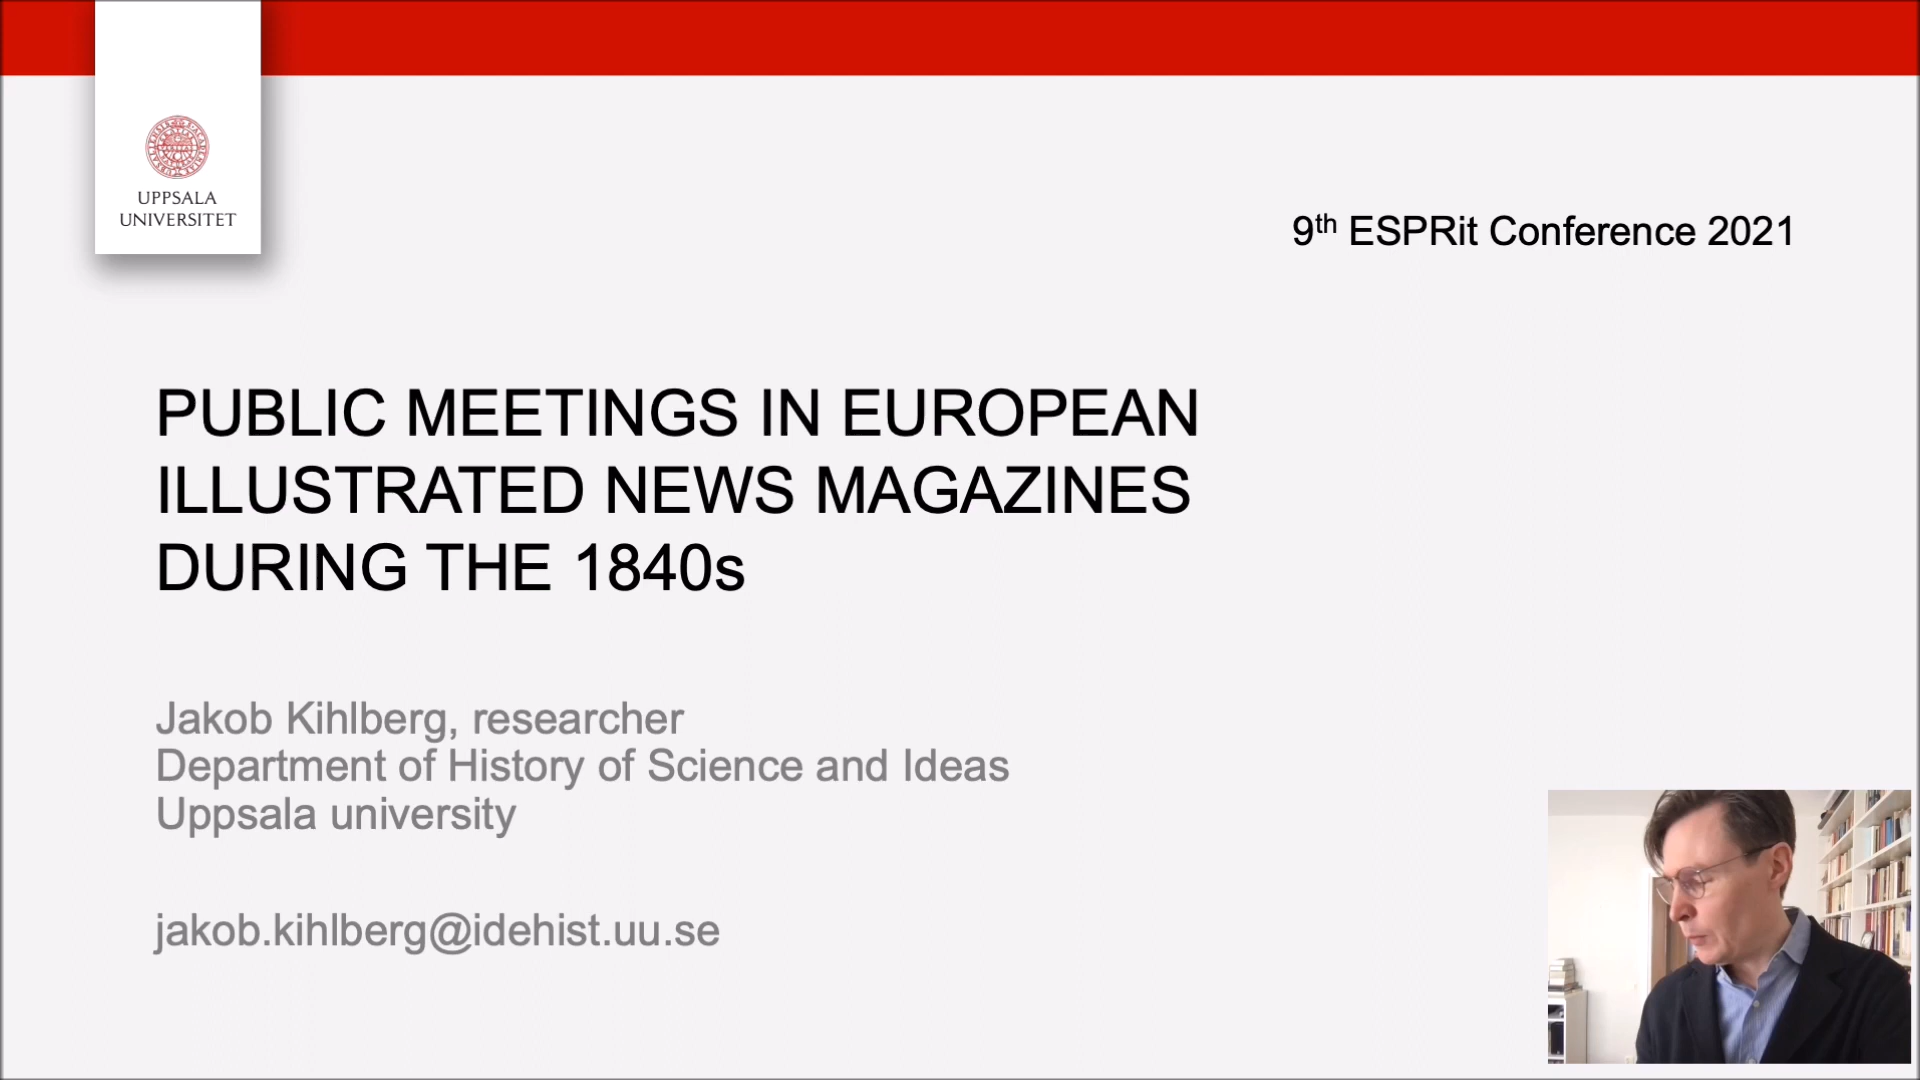 UPPSALA
UNIVERSITET
9th ESPRit Conference 2021
PUBLIC MEETINGS IN EUROPEAN
ILLUSTRATED NEWS MAGAZINES
DURING THE 1840s
Jakob Kihlberg, researcher
Department of History of Science and Ideas
Uppsala university
jakob.kihlberg@idehist.uu.se